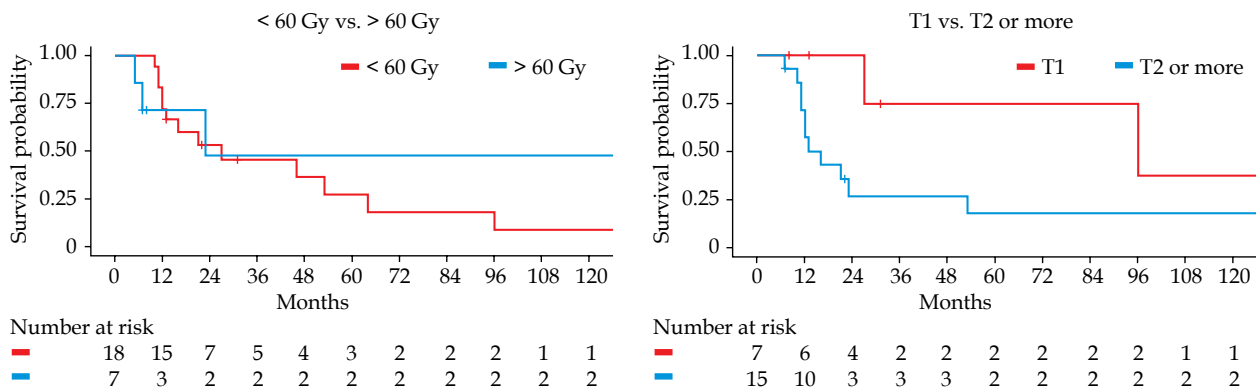 < 60 Gy vs. > 60 Gy
< 60 Gy > 60 Gy
Survival probability
1.00
0.75
0.50
0.25
0
0 12 24 36 48 60 72 84 96 108 120
Months
Number at risk
18 15 7 5 4 3 2 2 2 1 1
7 3 2 2 2 2 2 2 2 2 2
T1 vs. T2 or more
T1 T2 or more
Survival probability
1.00
0.75
0.50
0.25
0
0 12 24 36 48 60 72 84 96 108 120
Months
Number at risk
7 6 4 2 2 2 2 2 2 1 1
15 10 3 3 3 2 2 2 2 2 2